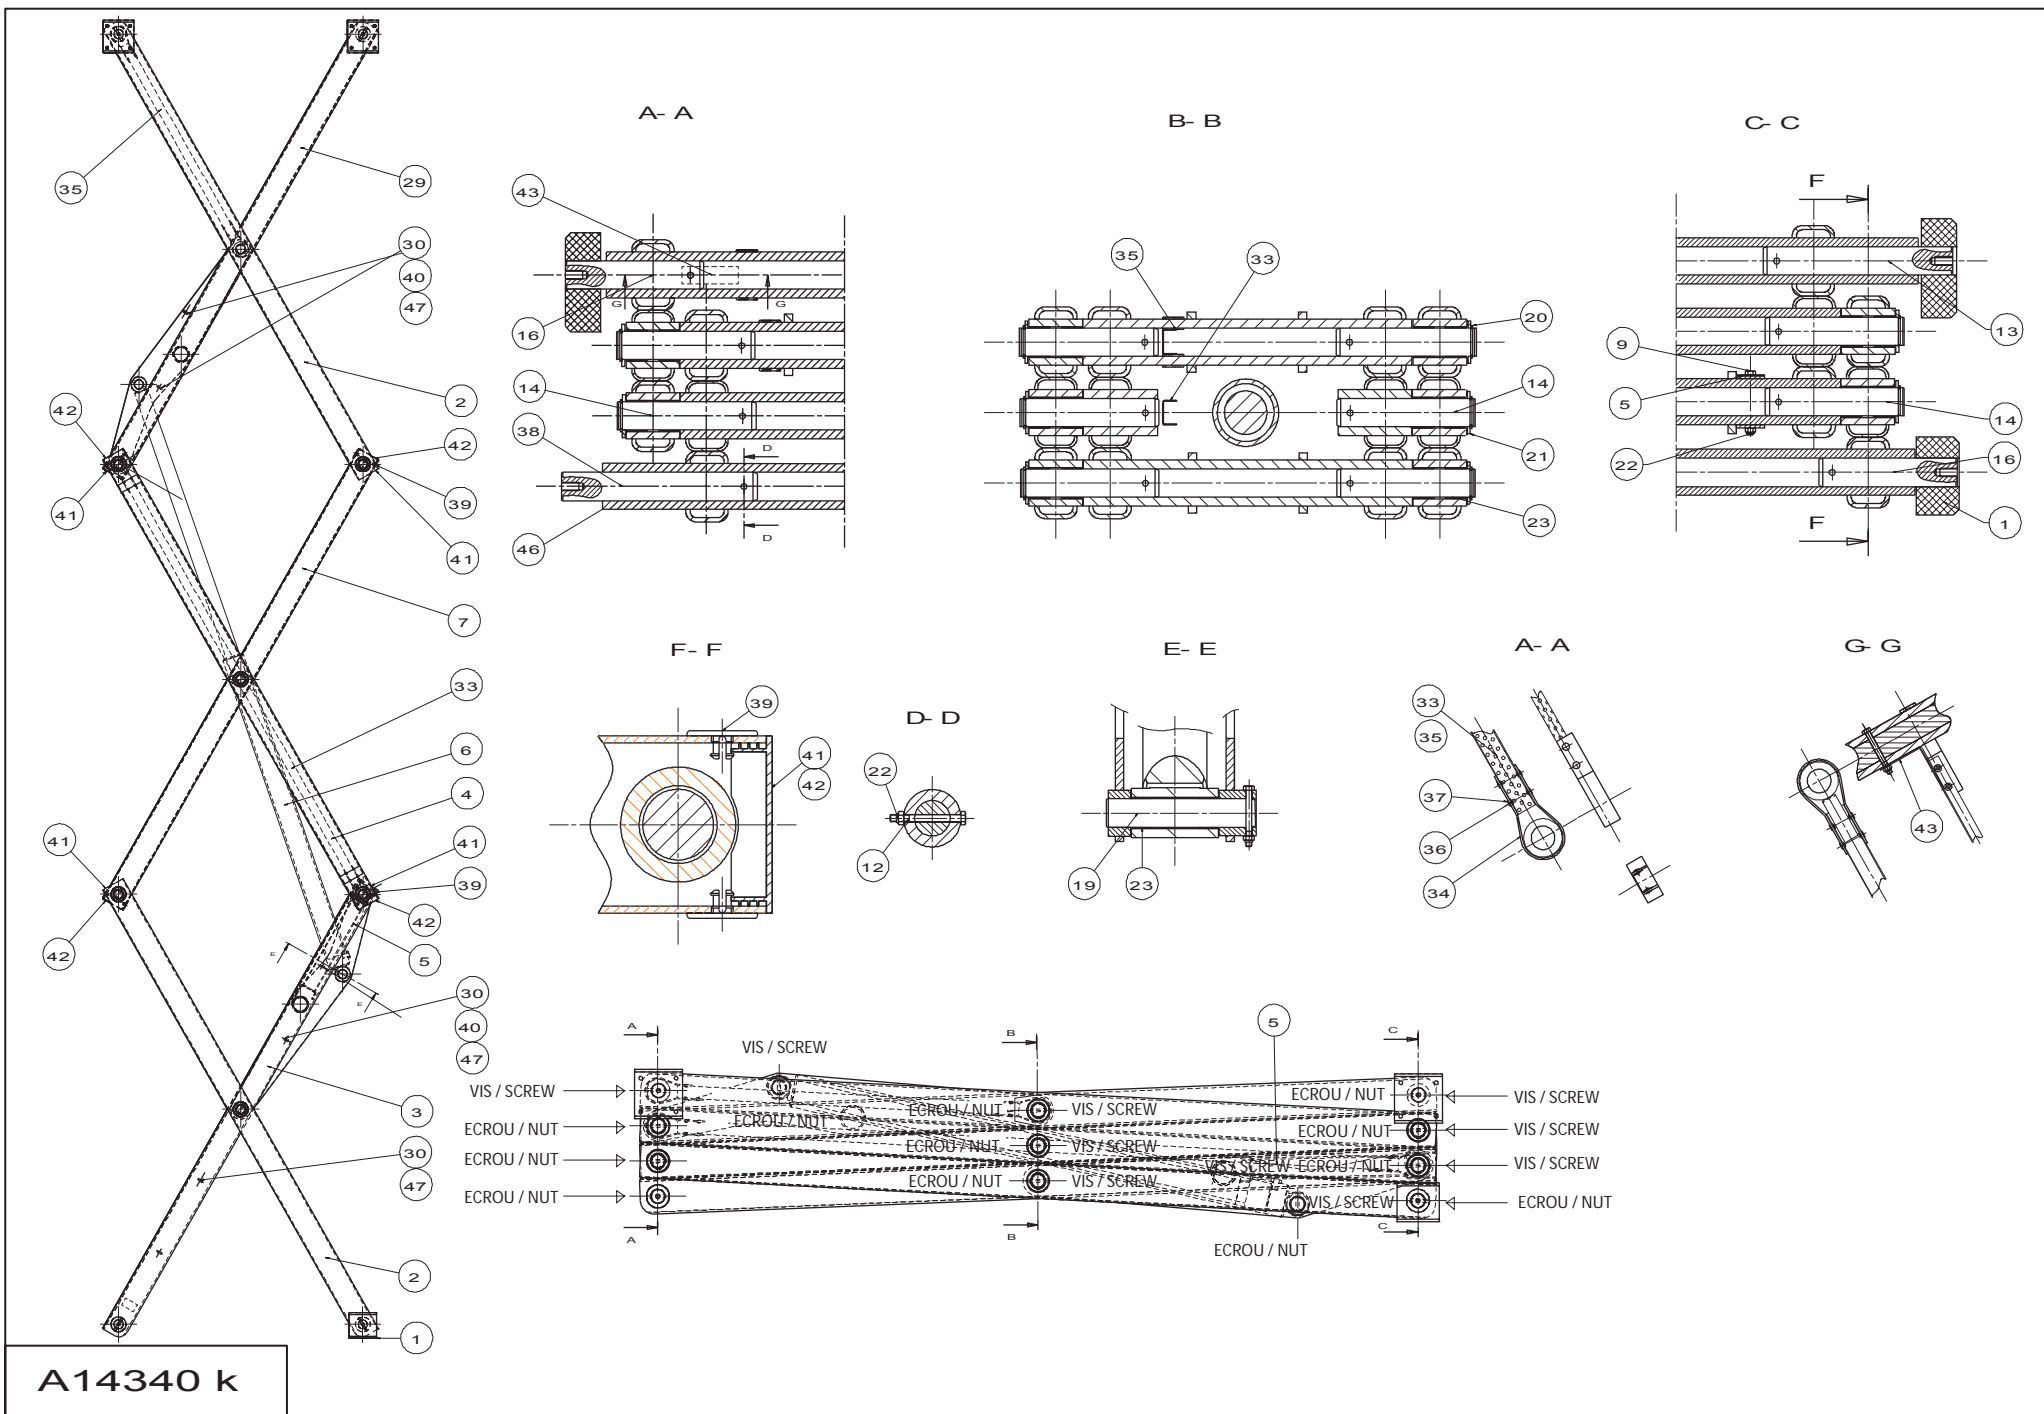 A- A
B- B
C- C
35
29
30
40
47
2
42
42
41
39
41
7
33
6
4
41
41
39
42
42
5
E
E
30
40
47
3
30
47
2
1
43
16
G
G
14
38
D
D
46
35
33
20
14
21
23
F
F
13
9
5
14
22
16
1
F- F
39
41
42
D- D
22
12
E- E
19
23
A- A
33
35
37
36
34
G- G
43
A
B
5
C
VIS / SCREW
VIS / SCREW
ECROU / NUT
VIS / SCREW
ECROU / NUT
VIS / SCREW
ECROU / NUT
ECROU / NUT
ECROU / NUT
VIS / SCREW
ECROU / NUT
ECROU / NUT
VIS / SCREW
VIS / SCREW
ECROU / NUT
VIS / SCREW
ECROU / NUT
ECROU / NUT
VIS / SCREW
VIS / SCREW
ECROU / NUT
ECROU / NUT
A
B
C
A14340 k